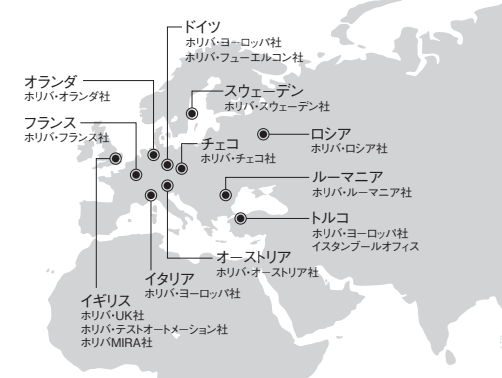 ドイツ
ホリバ・ヨーロッパ社
ホリバ・フューエルコン社
オランダ
ホリバ・オランダ社
スウェーデン
ホリバ・スウェーデン社
フランス
ホリバ・フランス社
チェコ
ホリバ・チェコ社
ロシア
ホリバ・ロシア社
ルーマニア
ホリバ・ルーマニア社
トルコ
ホリバ・ヨーロッパ社
イスタンブールオフィス
オーストリア
ホリバ・オーストリア社
イタリア
ホリバ・ヨーロッパ社
イギリス
ホリバ・UK社
ホリバ・テストオートメーション社
ホリバMIRA社